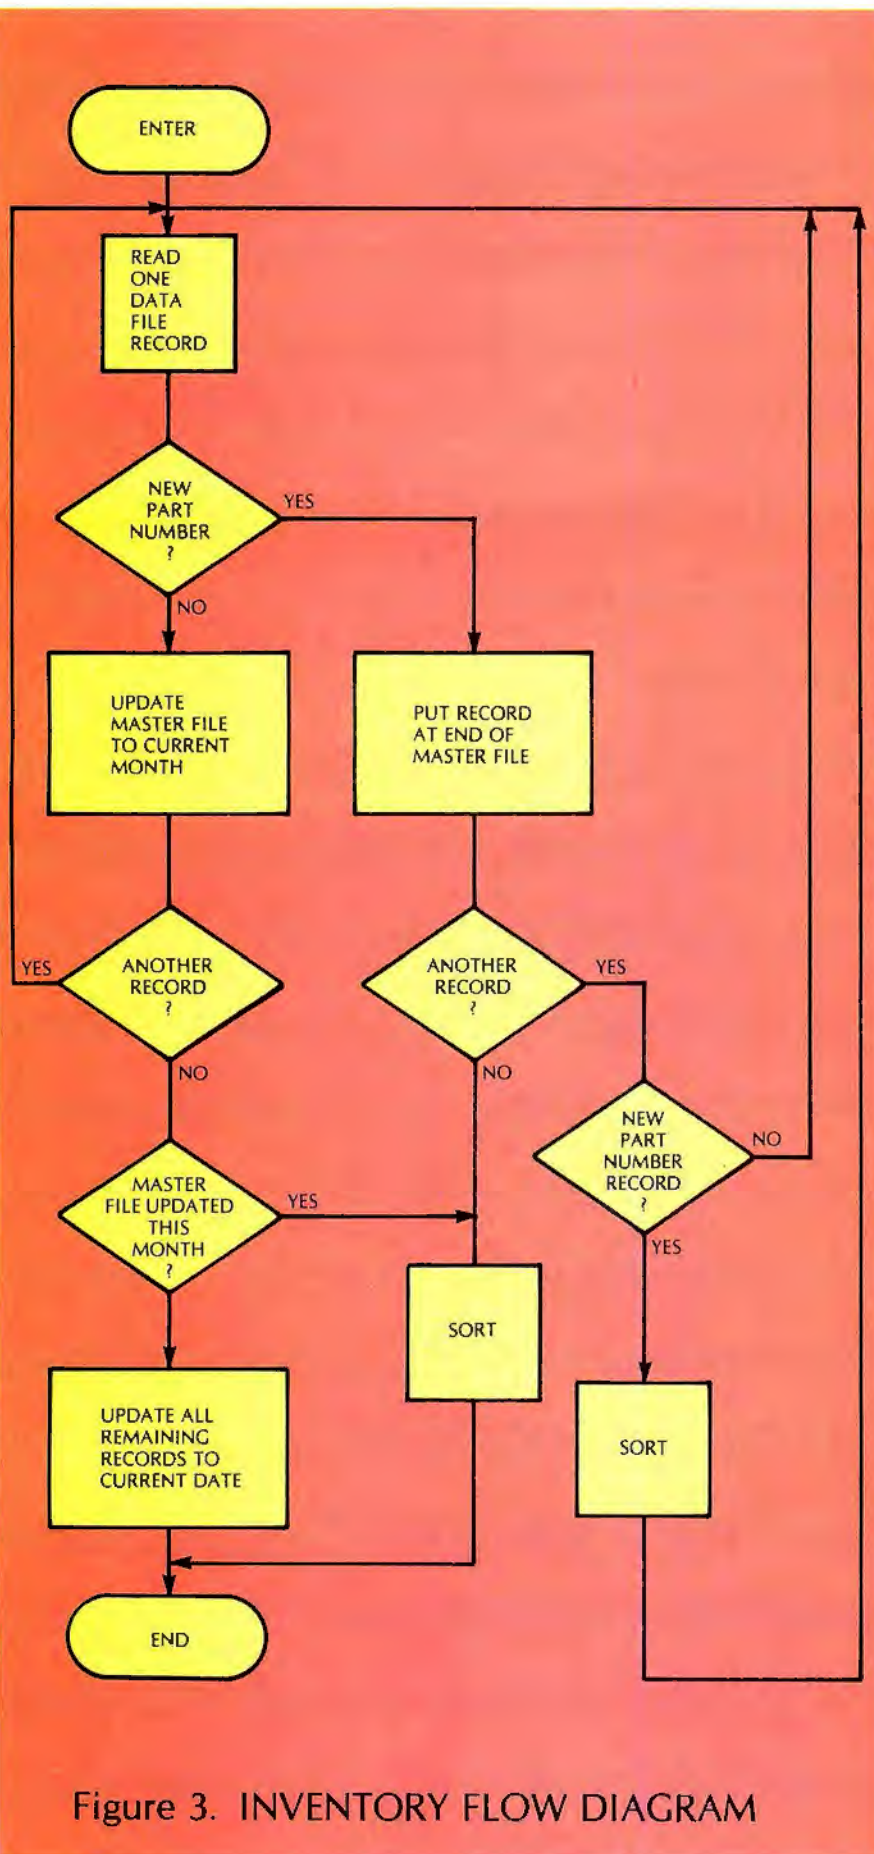 ENTER
READ
ONE
DATA
FILE
RECORD
NEW
PART
NUMBER
?
YES
NO
UPDATE
MASTER FILE
TO CURRENT
MONTH
PUT RECORD
AT END OF
MASTER FILE
YES
ANOTHER
RECORD
?
NO
ANOTHER
RECORD
?
YES
NO
NEW
PART
NUMBER
RECORD
?
NO
YES
MASTER
FILE UPDATED
THIS
MONTH
?
YES
SORT
SORT
UPDATE ALL
REMAINING
RECORDS TO
CURRENT DATE
END
Figure 3. INVENTORY FLOW DIAGRAM